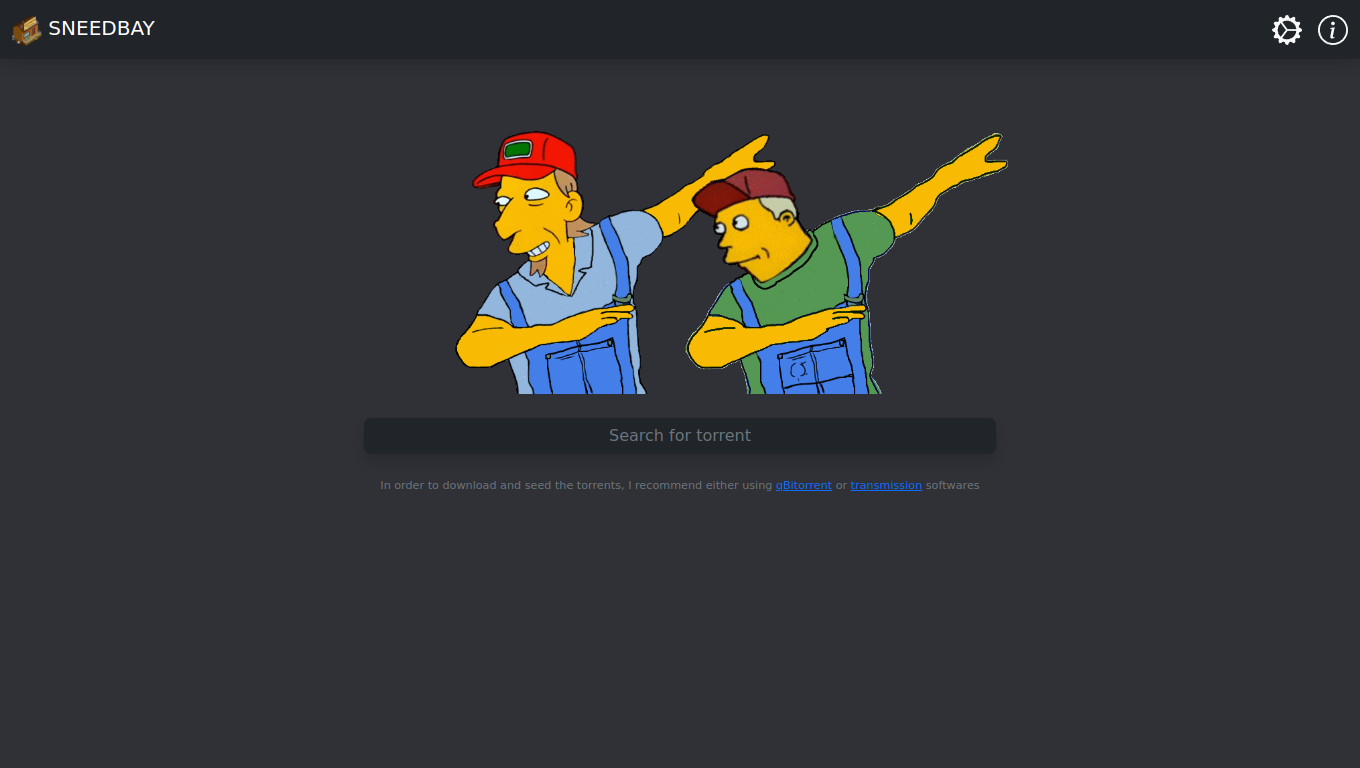 SNEEDBAY
Search for torrent
In order to download and seed the torrents, I recommend either using qBitorrent or transmission softwares